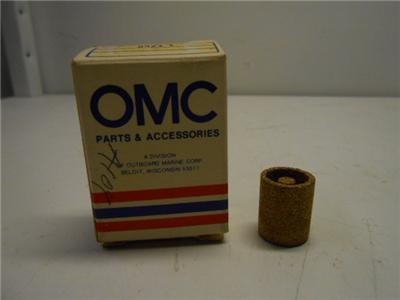 OMC
PARTS & ACCESSORIES
A DIVISION
OF OUTBOARD MARINE CORP.
BELOIT, WISCONSIN 53511